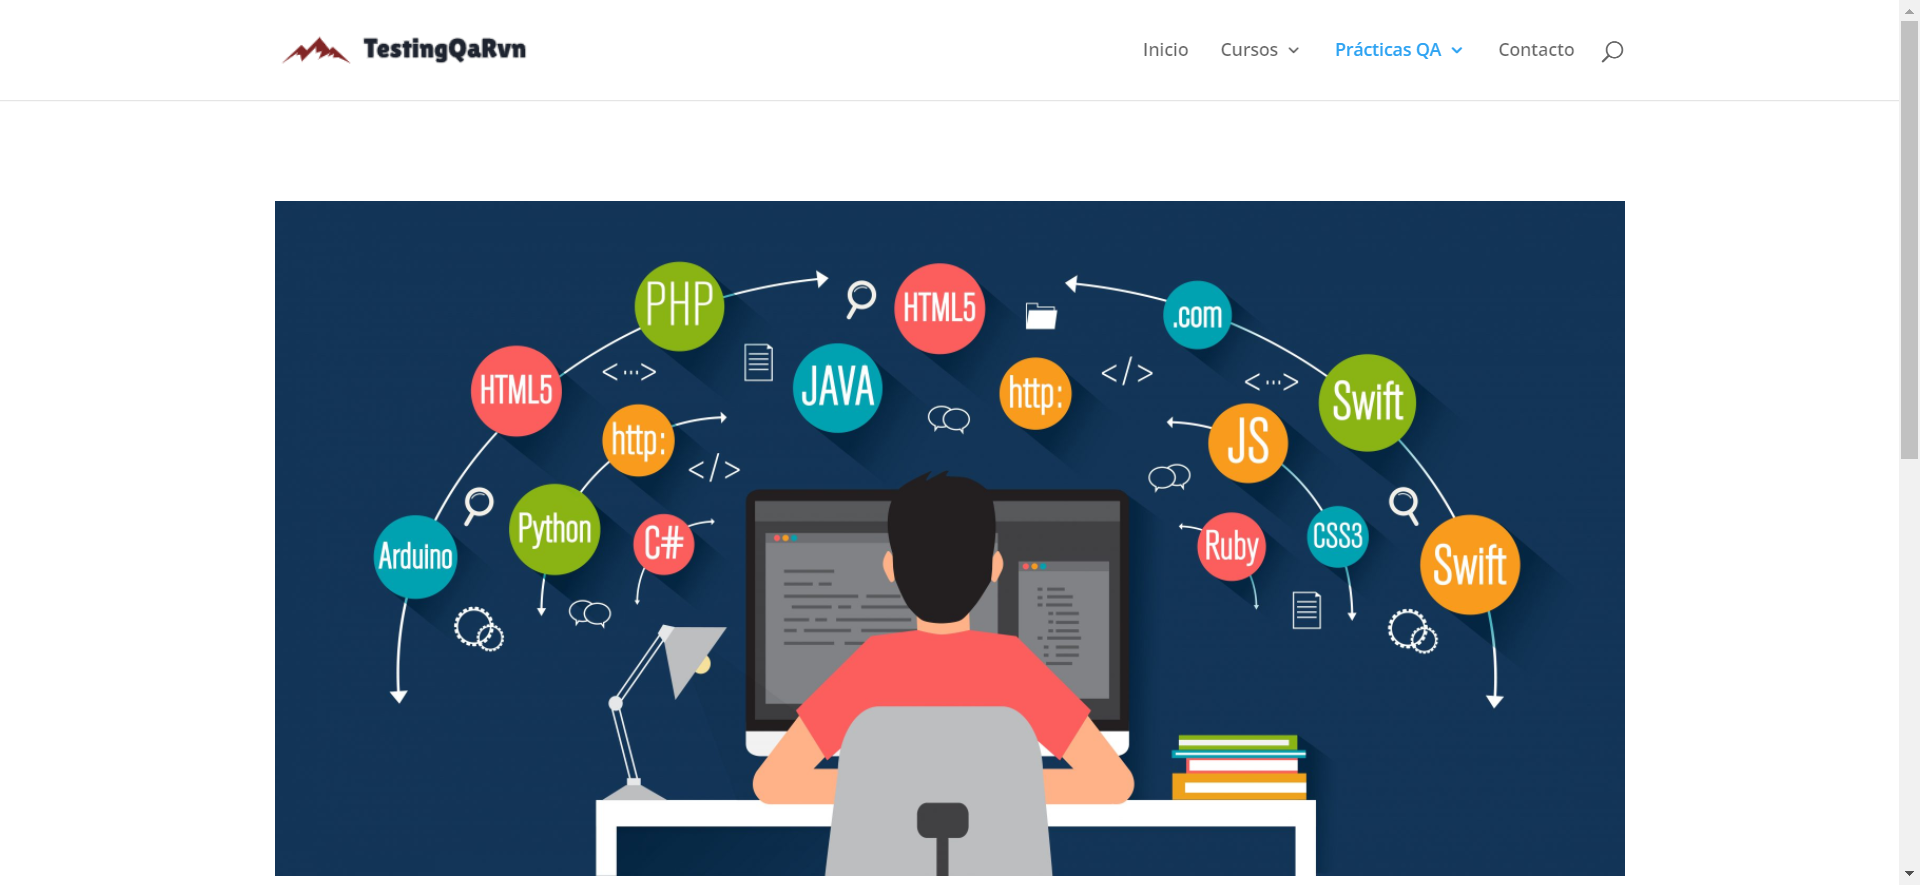 TestingQaRvn
Inicio Cursos Prácticas QA Contacto
PHP
HTML5
.com
HTML5
JAVA
http:
Swift
http:
JS
Arduino
Python
C#
Ruby
CSS3
Swift